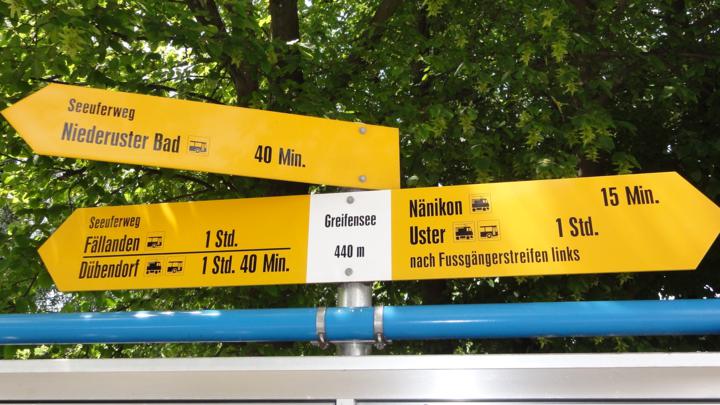 Seeuferweg
Niederuster Bad 40 Min.
Seeuferweg
Fällanden 1 Std.
Dübendorf 1 Std. 40 Min.
Greifensee
440 m
Nänikon 15 Min.
Uster 1 Std.
nach Fussgängerstreifen links